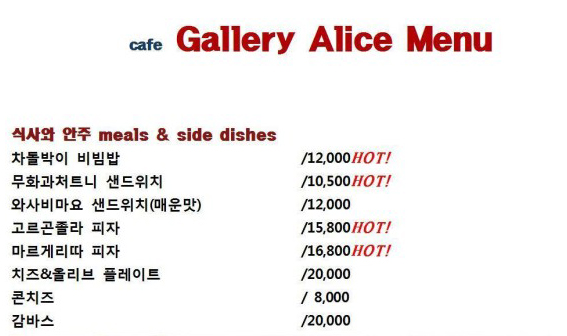 cafe Gallery Alice Menu
식사와 안주 meals & side dishes
차돌박이 비빔밥 /12,000HOT!
무화과처트니 샌드위치 /10,500HOT!
와사비마요 샌드위치(매운맛) /12,000
고르곤졸라 피자 /15,800HOT!
마르게리따 피자 /16,800HOT!
치즈&올리브 플레이트 /20,000
콘치즈 / 8,000
감바스 /20,000